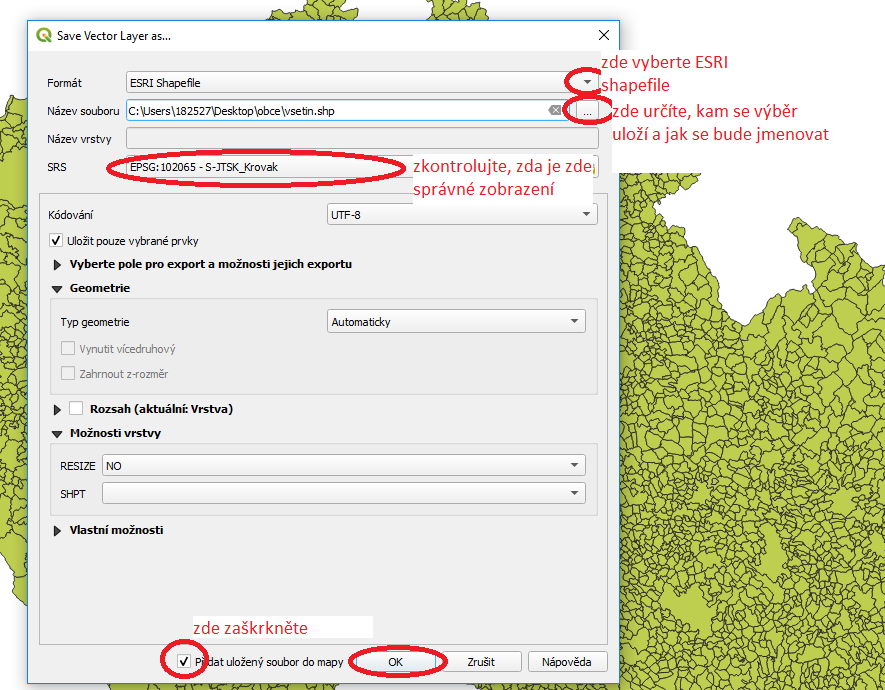 Save Vector Layer as...
Formát
ESRI Shapefile
zde vyberte ESRI
shapefile
Název souboru
C:\Users\182527\Desktop\obce\vsetin.shp
...
zde určíte, kam se výběr
uloží a jak se bude jmenovat
Název vrstvy
SRS
EPSG:102065 - S-JTSK_Krovak
zkontrolujte, zda je zde
správné zobrazení
Kódování
UTF-8
Uložit pouze vybrané prvky
Vyberte pole pro export a možnosti jejich exportu
Geometrie
Typ geometrie
Automaticky
Vynutit vícedruhový
Zahrnout z-rozměr
Rozsah (aktuální: Vrstva)
Možnosti vrstvy
RESIZE
NO
SHPT
Vlastní možnosti
zde zaškrkněte
Přidat uložený soubor do mapy
OK
Zrušit
Nápověda